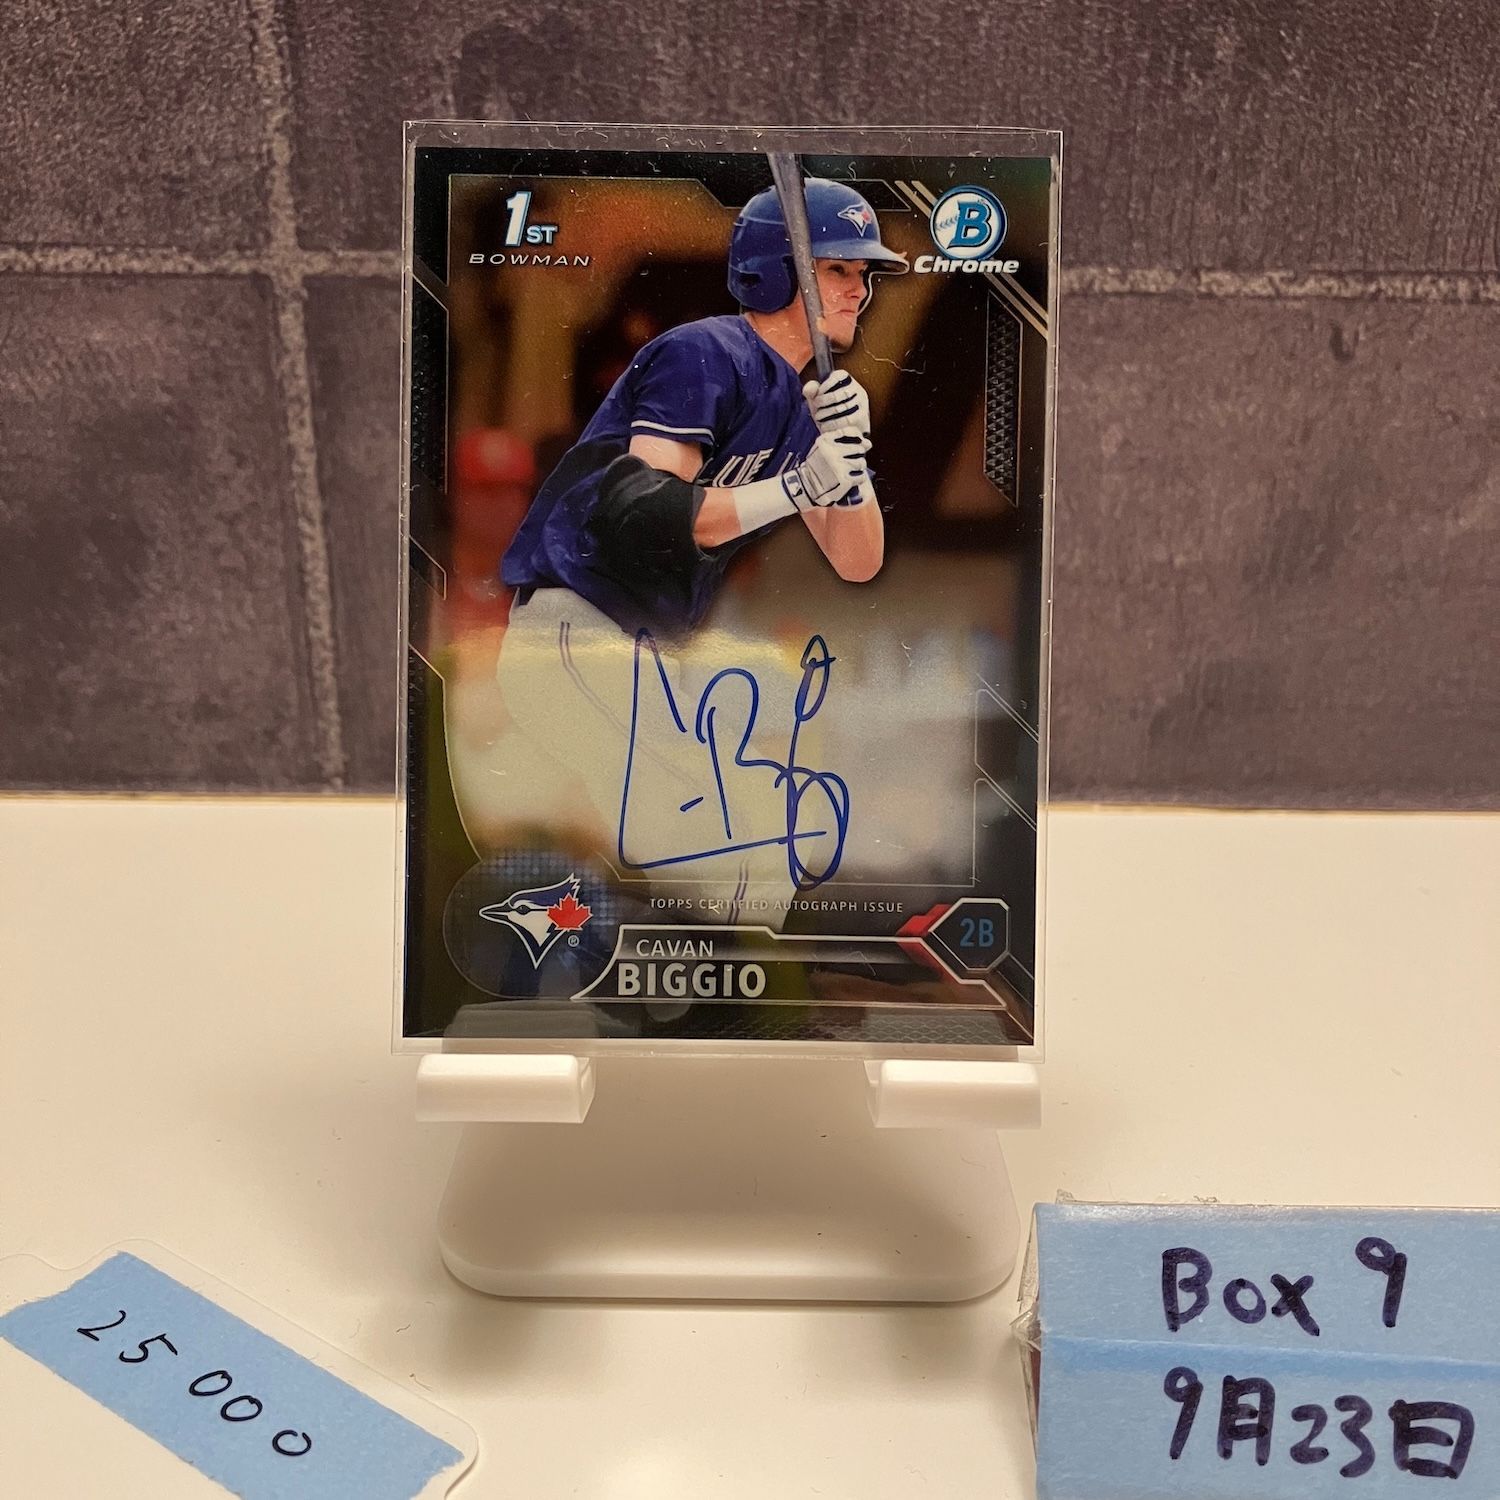 1ST
BOWMAN
B
Chrome
TOPPS CERTIFIED AUTOGRAPH ISSUE
2B
CAVAN
BIGGIO
25000
Box 9
9月23日